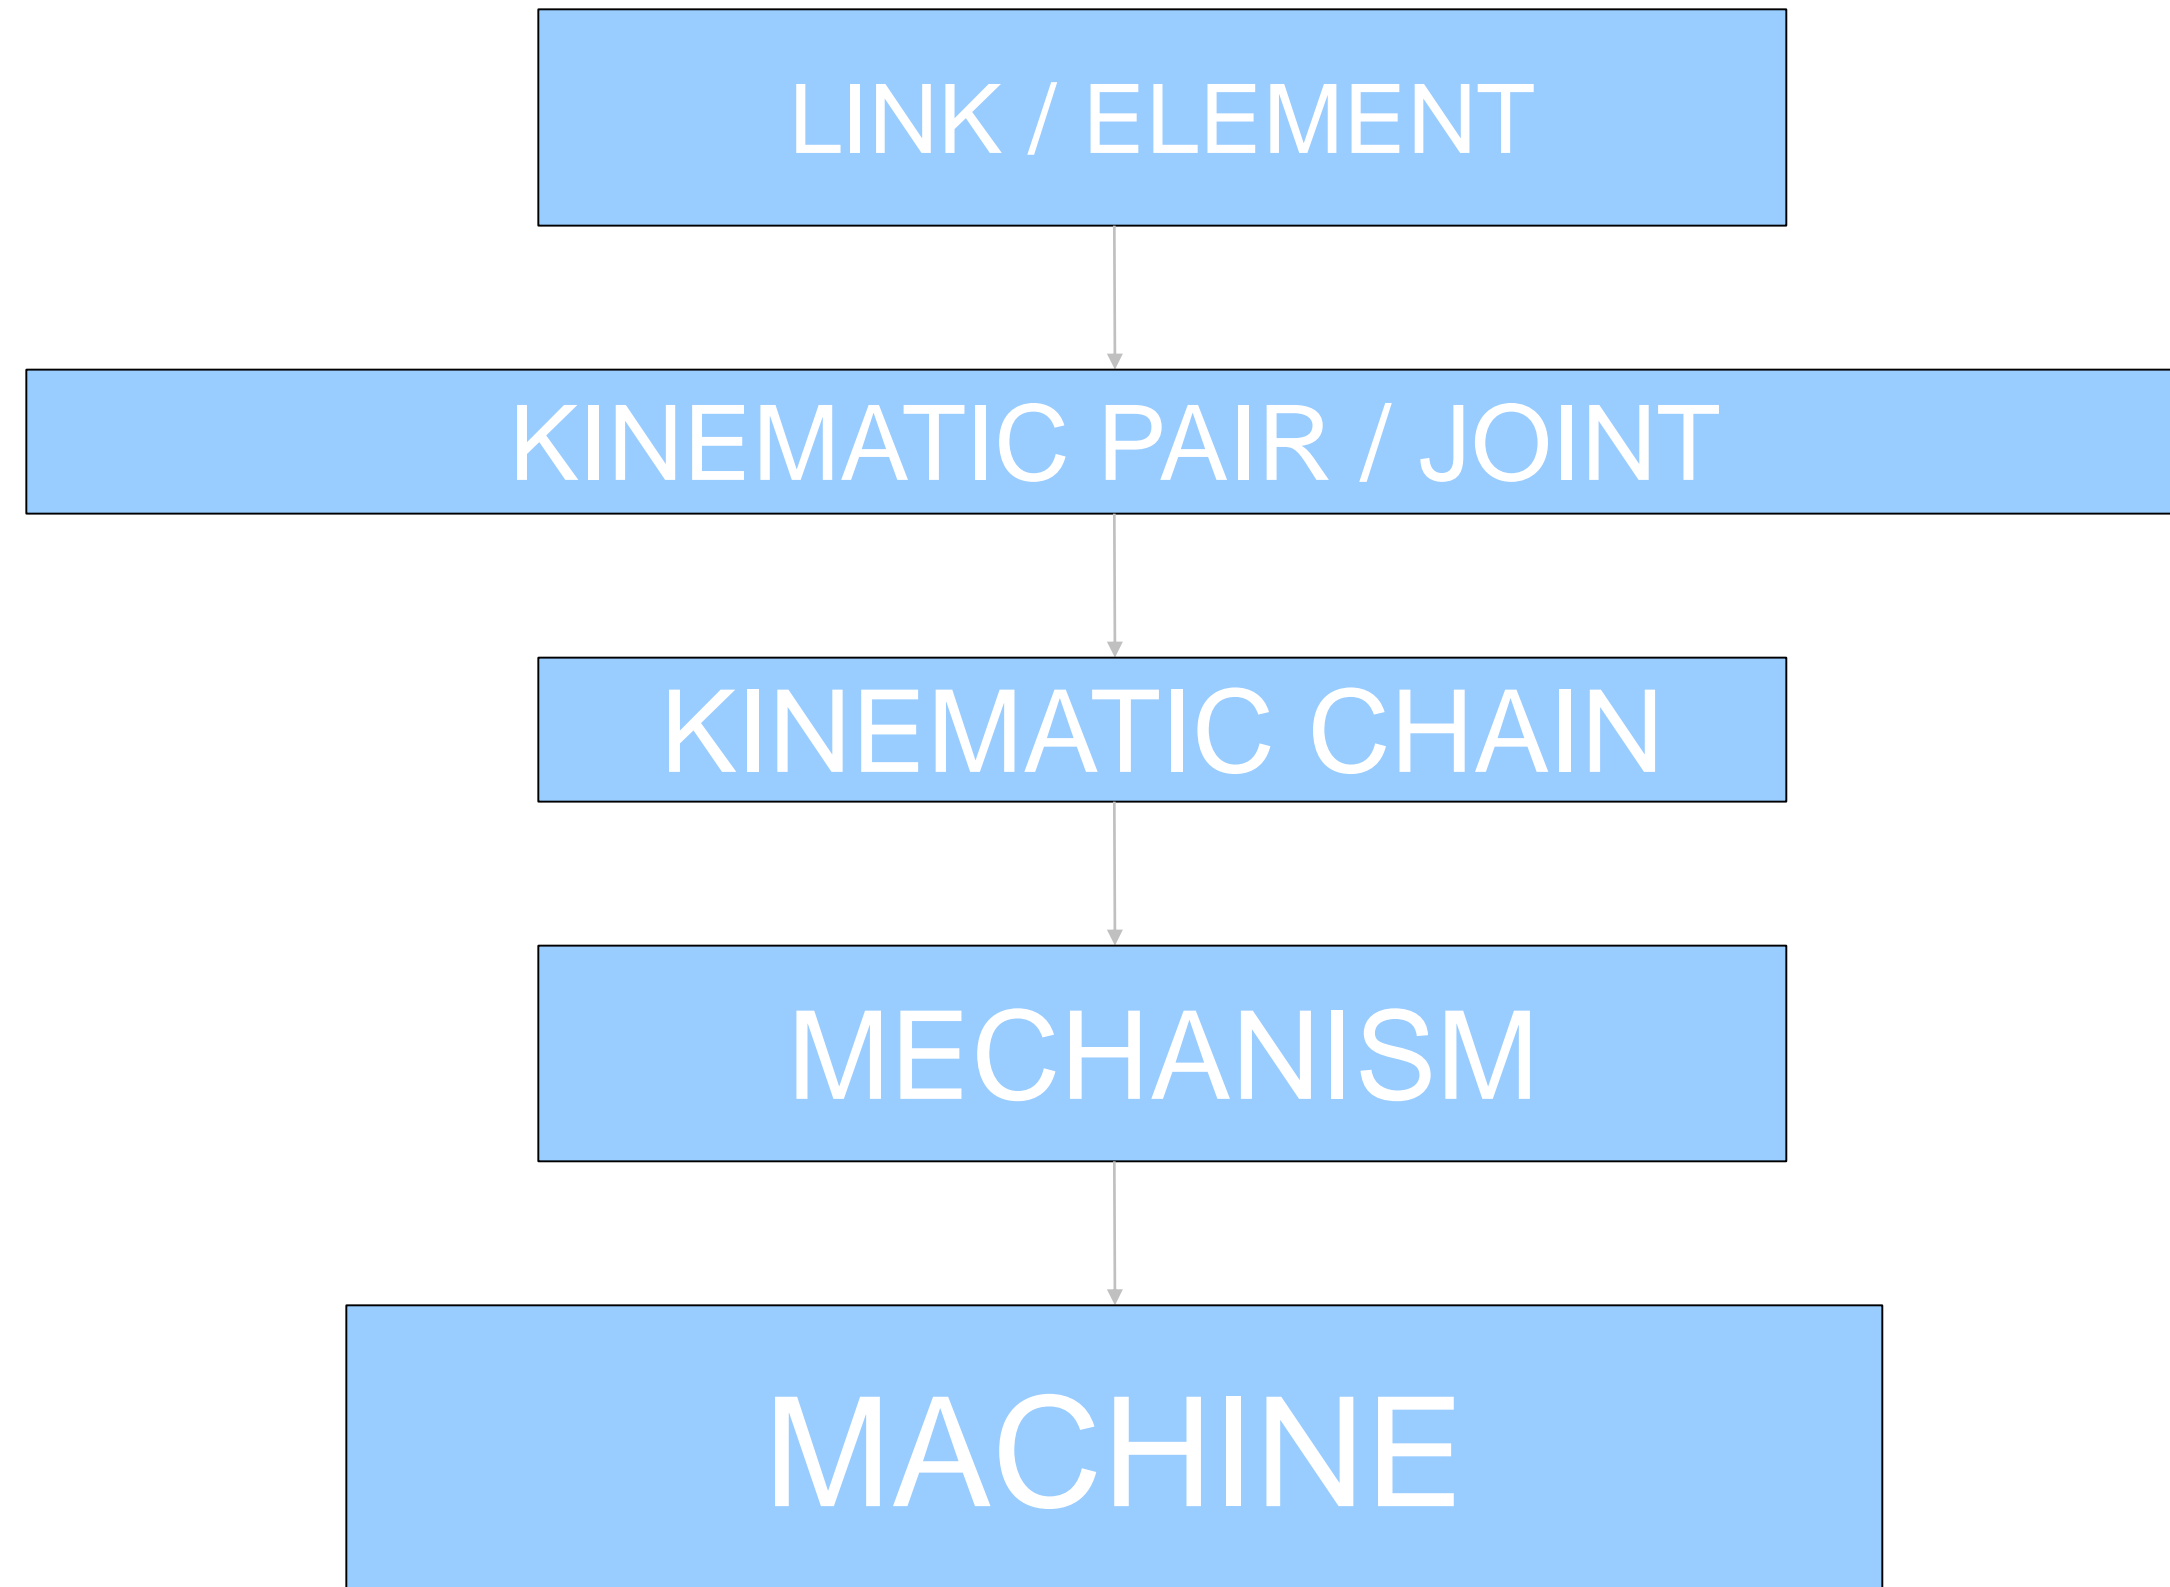 LINK / ELEMENT
KINEMATIC PAIR / JOINT
KINEMATIC CHAIN
MECHANISM
MACHINE